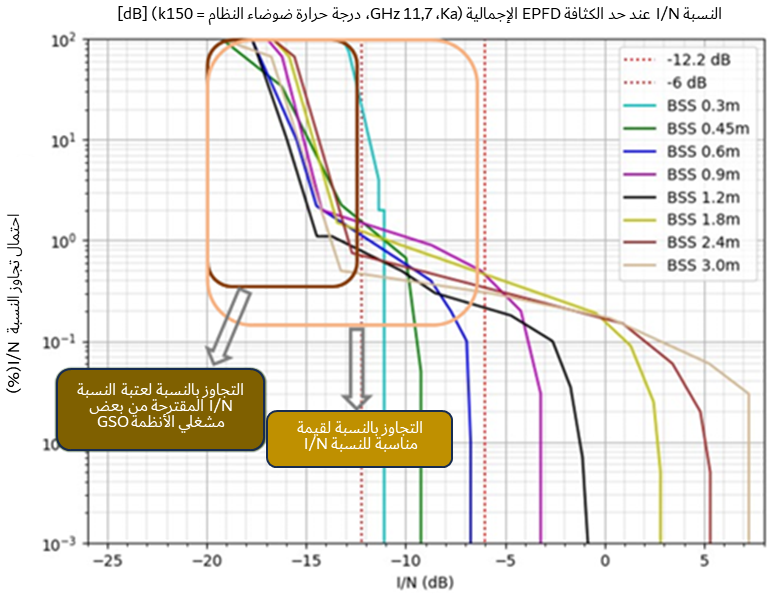 النسبة I/N عند حد الكثافة EPFD الإجمالية (Ka، 11,7 GHz، درجة حرارة ضوضاء النظام = k150) [dB]
-12.2 dB
-6 dB
BSS 0.3m
BSS 0.45m
BSS 0.6m
BSS 0.9m
BSS 1.2m
BSS 1.8m
BSS 2.4m
BSS 3.0m
احتمال تجاوز النسبة I/N (%)
10²
10¹
10⁰
10⁻¹
10⁻³
التجاوز بالنسبة لعتبة النسبة
I/N المقترحة من بعض
مشغلي الأنظمة GSO
التجاوز بالنسبة لقيمة
مناسبة للنسبة I/N
−25 −20 −15 −10 −5 0 5
I/N (dB)